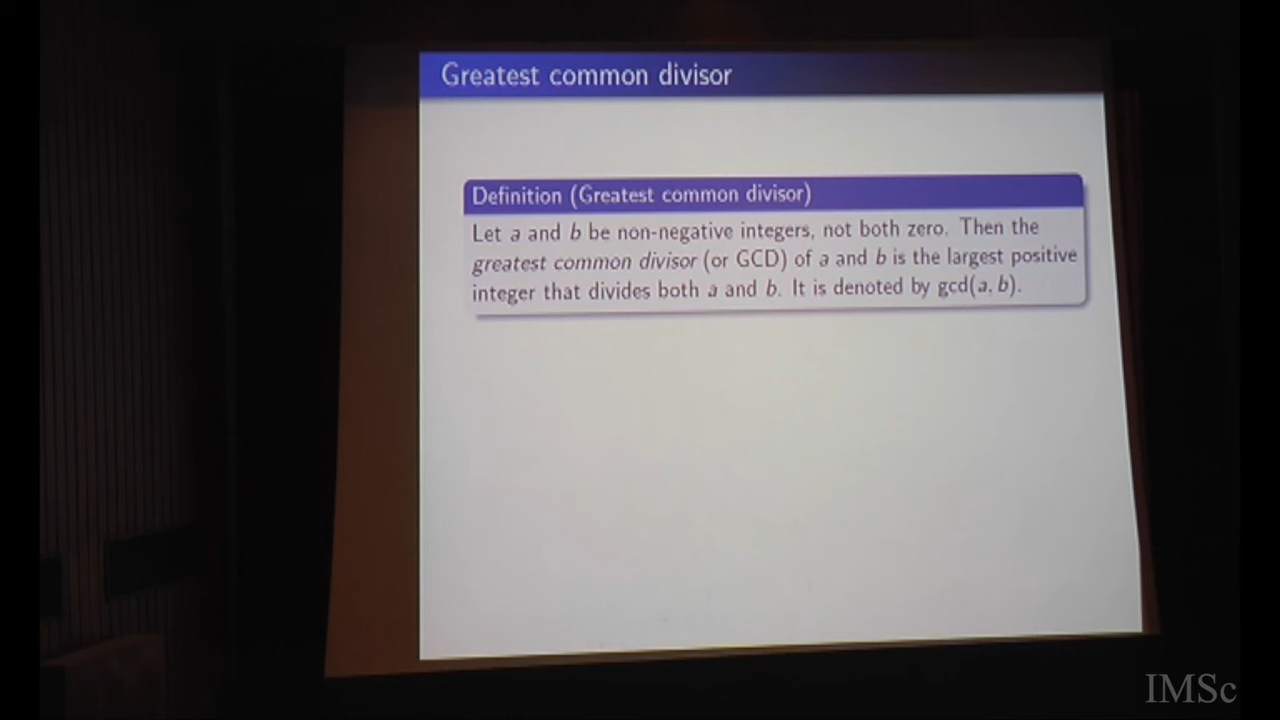 Greatest common divisor
Definition (Greatest common divisor)
Let a and b be non-negative integers, not both zero. Then the
greatest common divisor (or GCD) of a and b is the largest positive
integer that divides both a and b. It is denoted by gcd(a, b).
IMSc